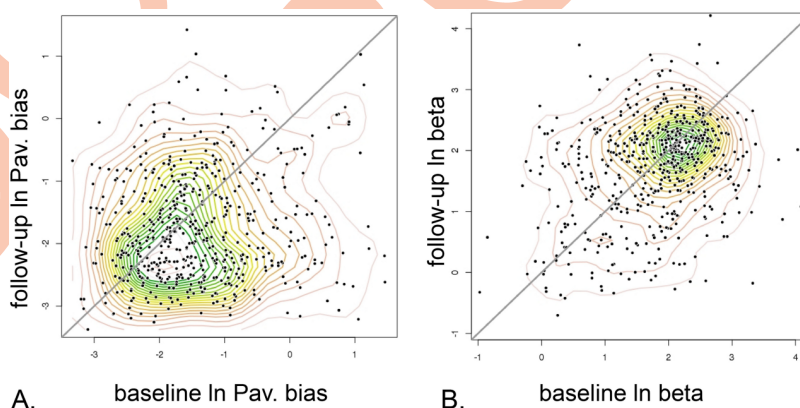 follow-up ln Pav. bias
1
0
-1
-2
-3
-3 -2 -1 0 1
A. baseline ln Pav. bias
follow-up ln beta
4
3
2
1
0
-1
-1 0 1 2 3 4
B. baseline ln beta